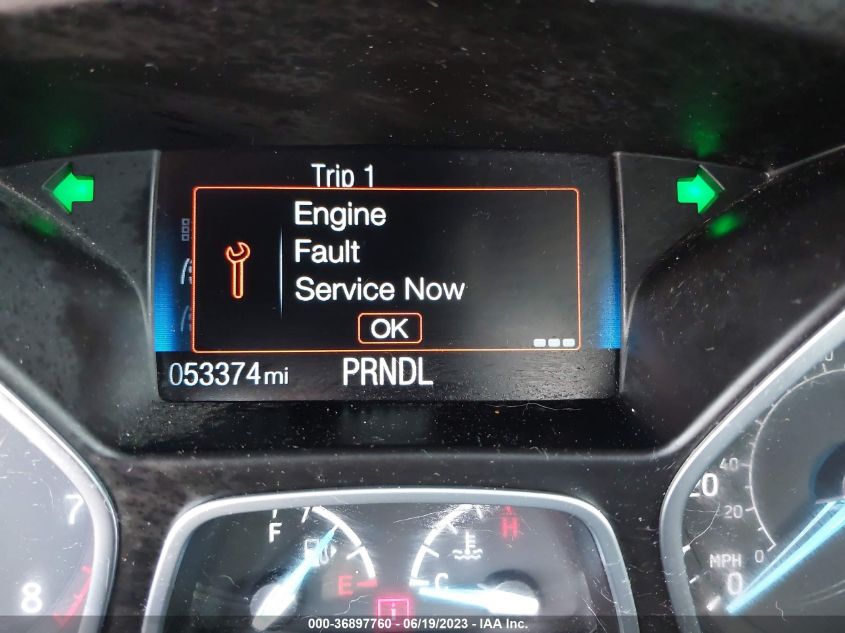 Trip 1
Engine
Fault
Service Now
OK
053374mi
PRNDL
7
8
F
E
H
C
i
40
20
0
MPH
0
000-36897760 - 06/19/2023 - IAA Inc.